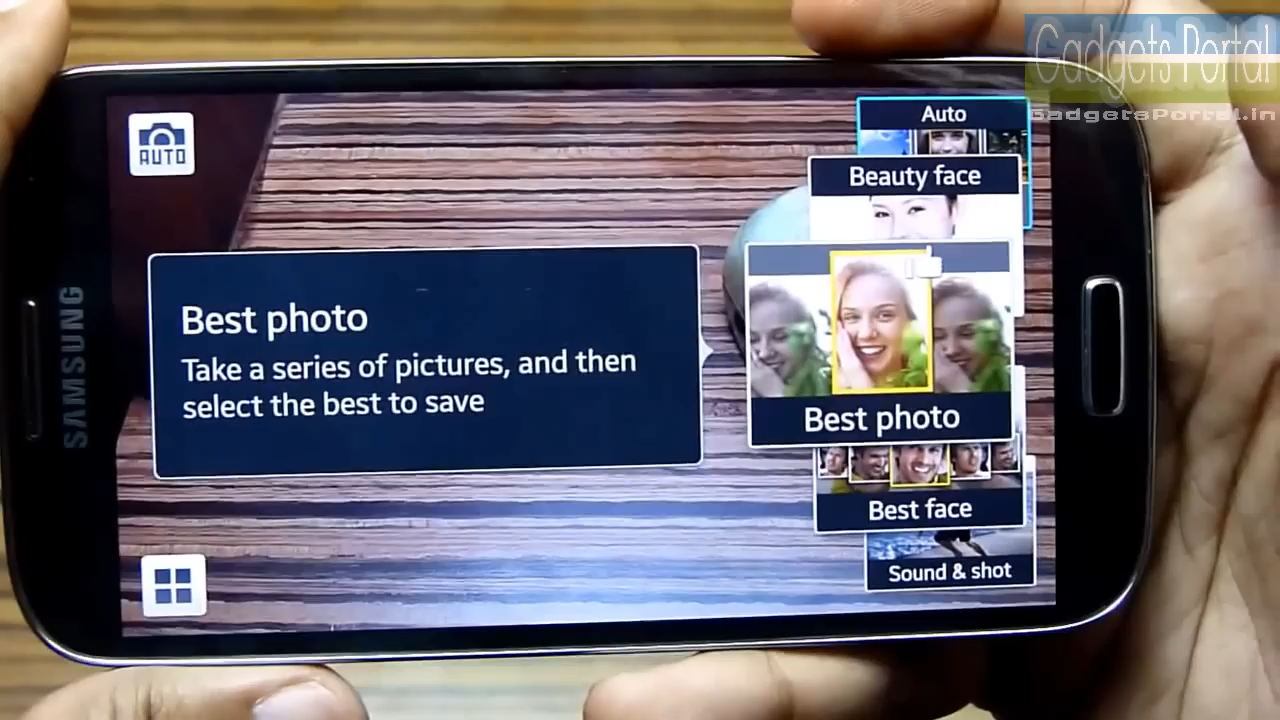 Gadgets Portal
GadgetsPortal.in
AUTO
SAMSUNG
Auto
Beauty face
Best photo
Take a series of pictures, and then
select the best to save
Best photo
Best face
Sound & shot